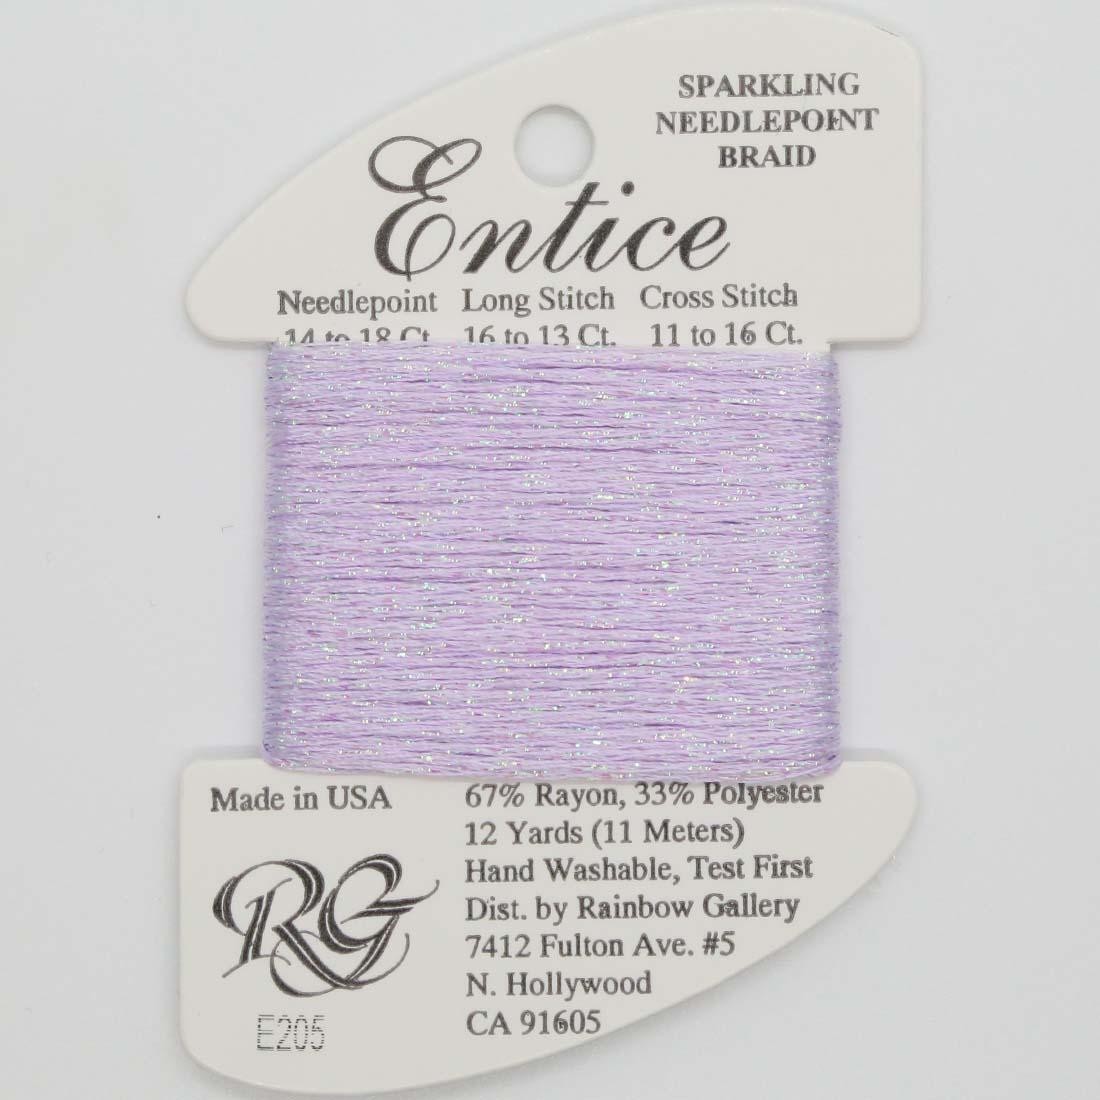 SPARKLING
NEEDLEPOINT
BRAID
Entice
Needlepoint Long Stitch Cross Stitch
14 to 18 Ct. 16 to 13 Ct. 11 to 16 Ct.
Made in USA
67% Rayon, 33% Polyester
12 Yards (11 Meters)
Hand Washable, Test First
Dist. by Rainbow Gallery
7412 Fulton Ave. #5
N. Hollywood
CA 91605
RG
E205